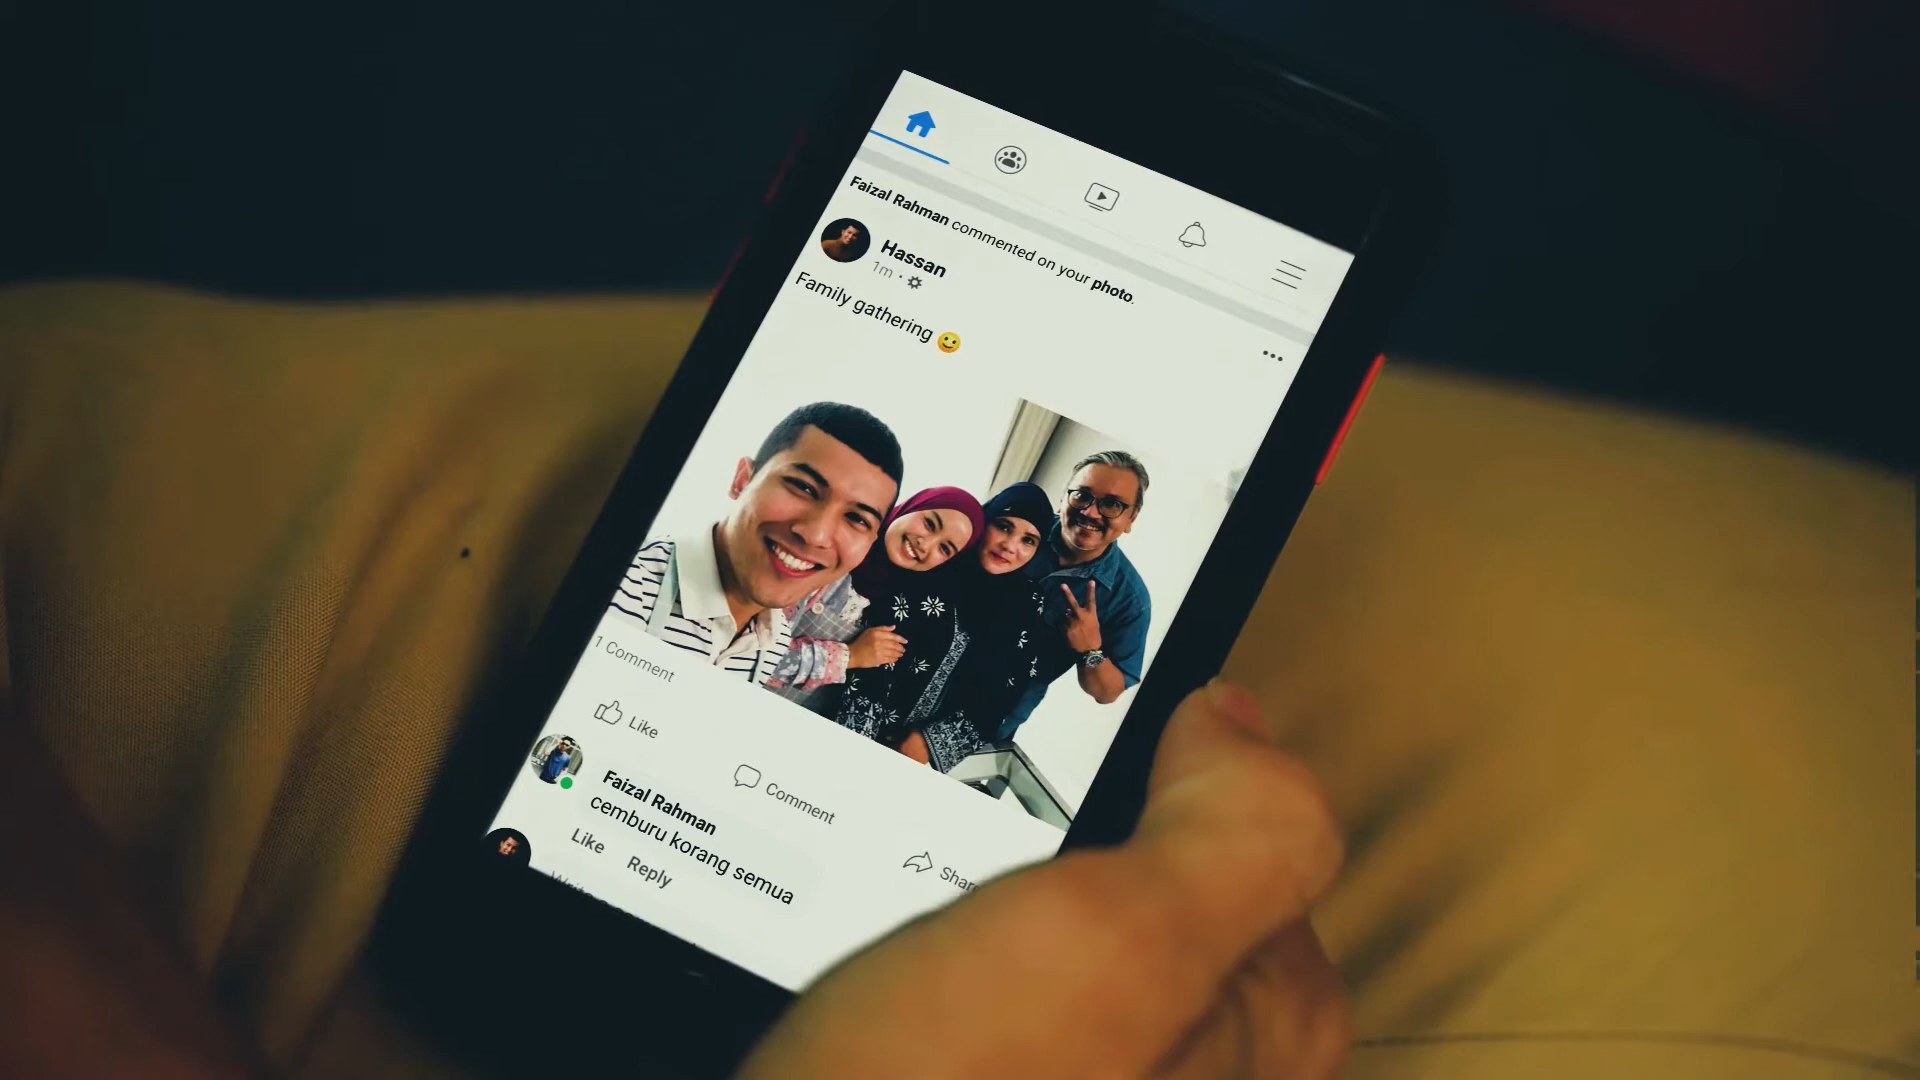 Faizal Rahman commented on your photo.
Hassan
1m
Family gathering 🙂
1 Comment
Like
Comment
Share
Faizal Rahman
cemburu korang semua
Like Reply